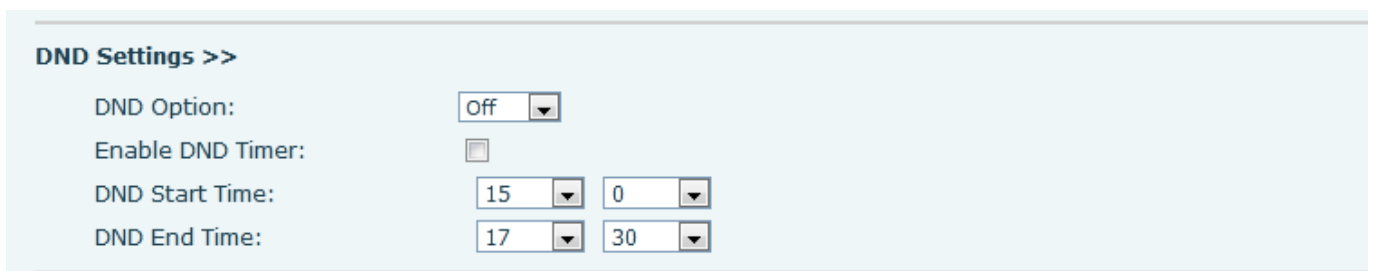 DND Settings >>
DND Option: Off
Enable DND Timer:
DND Start Time: 15 0
DND End Time: 17 30